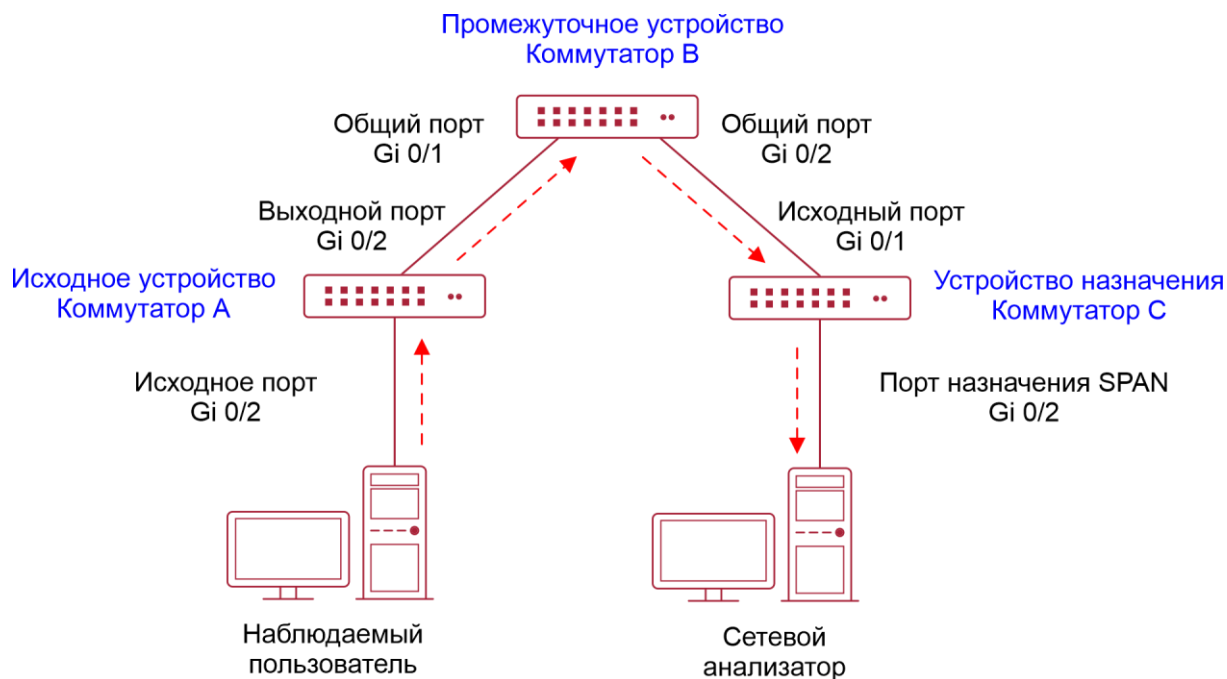 Промежуточное устройство
Коммутатор B
Общий порт
Gi 0/1
Общий порт
Gi 0/2
Выходной порт
Gi 0/2
Исходный порт
Gi 0/1
Исходное устройство
Коммутатор A
Устройство назначения
Коммутатор C
Исходное порт
Gi 0/2
Порт назначения SPAN
Gi 0/2
Наблюдаемый
пользователь
Сетевой
анализатор